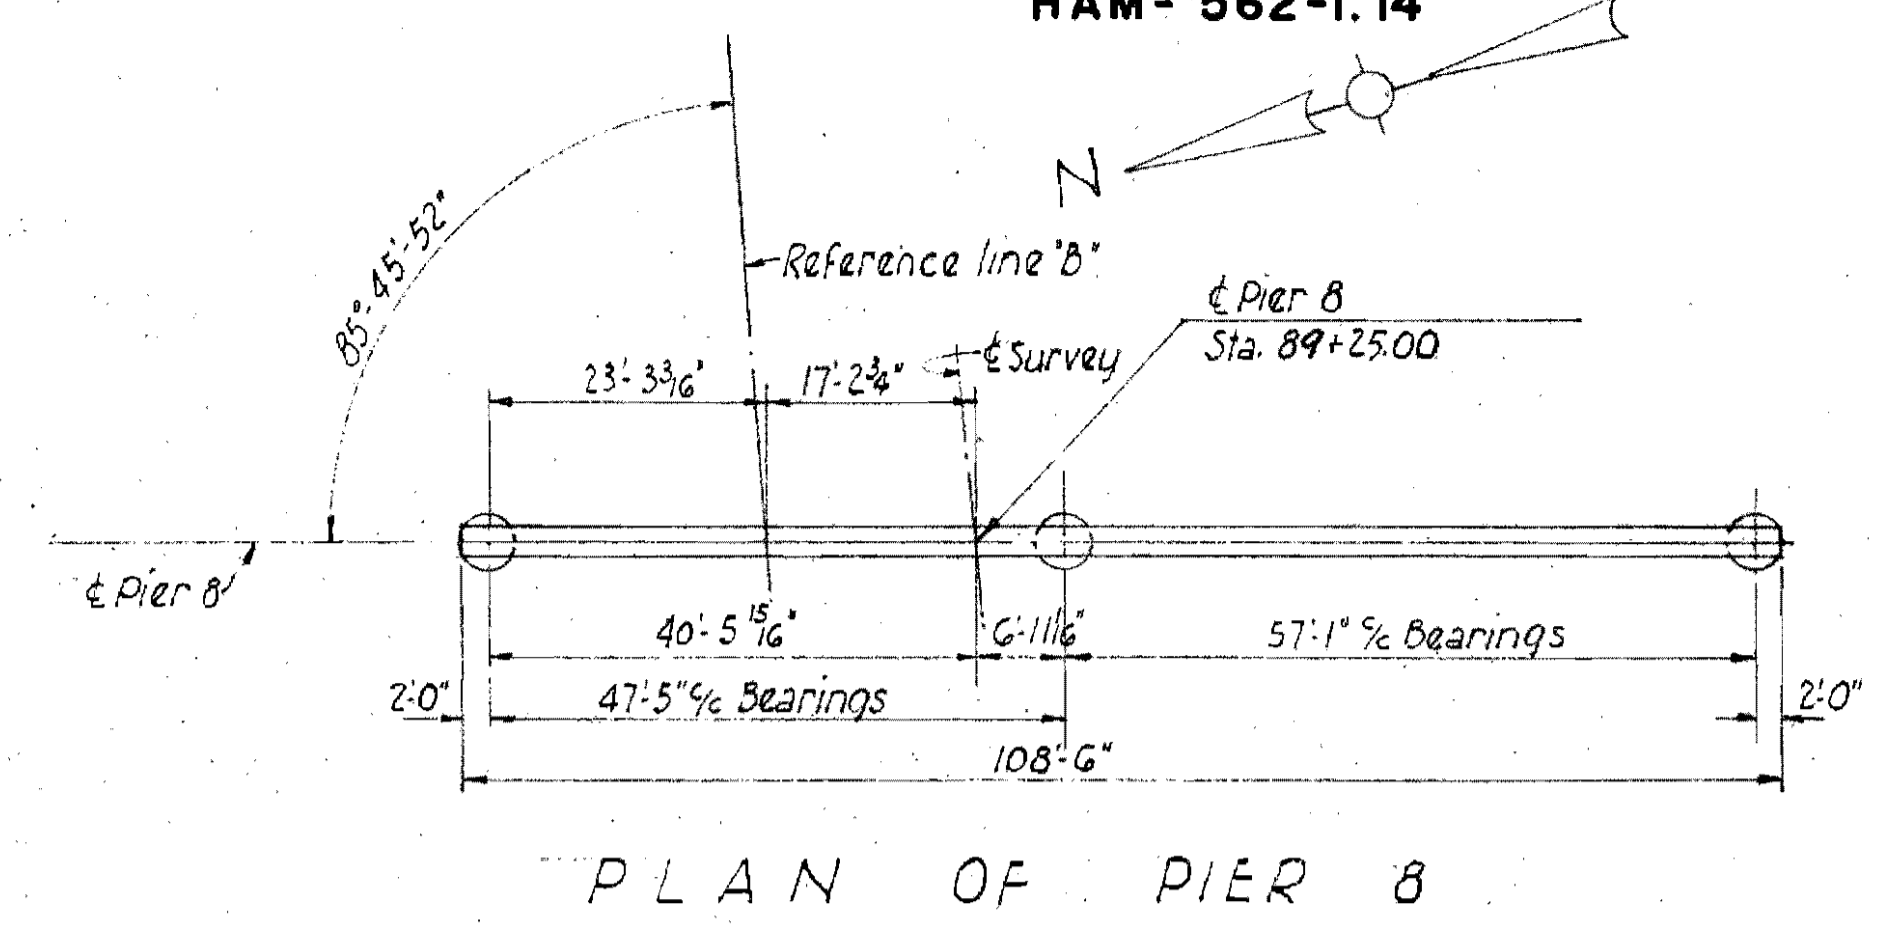 HAM-562-1.14
N
85°-45'-52"
Reference line "B"
℄ Pier 8
Sta. 89+25.00
℄ Survey
23'-3 3/16"
17'-2 3/4"
℄ Pier 8
40'-5 15/16"
6'-11 1/16"
57'-1" c/c Bearings
2'-0"
47'-5" c/c Bearings
2'-0"
108'-6"
PLAN OF PIER 8